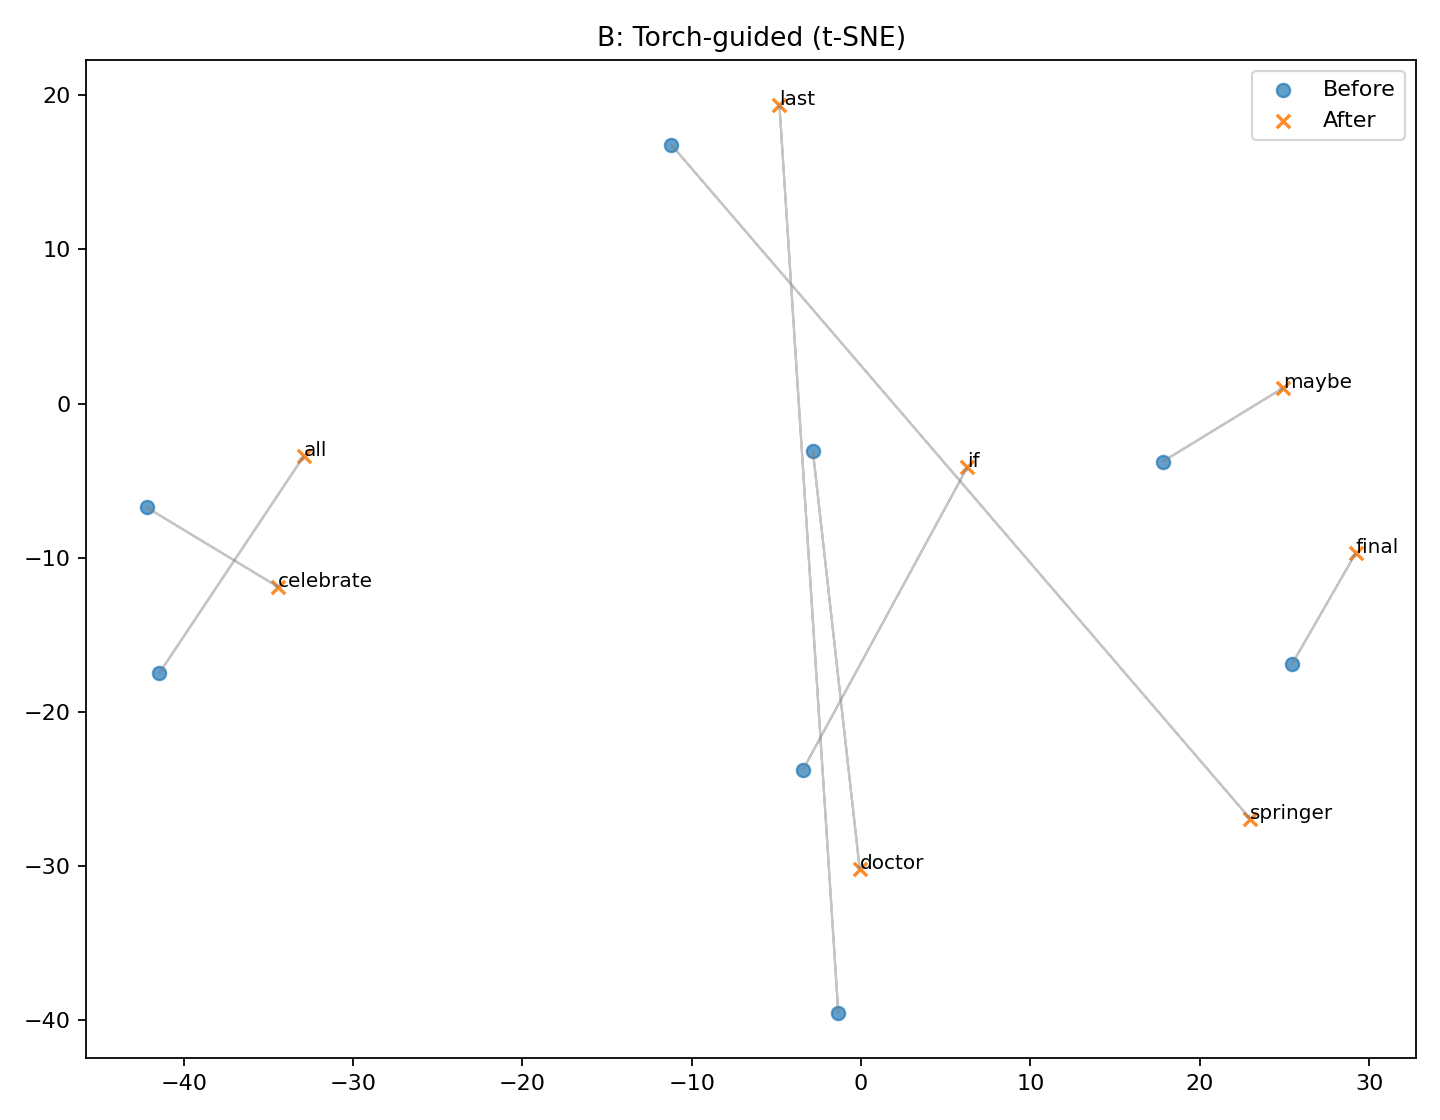 B: Torch-guided (t-SNE)
Before
After
20
10
0
−10
−20
−30
−40
last
maybe
all
if
final
celebrate
springer
doctor
−40
−30
−20
−10
0
10
20
30